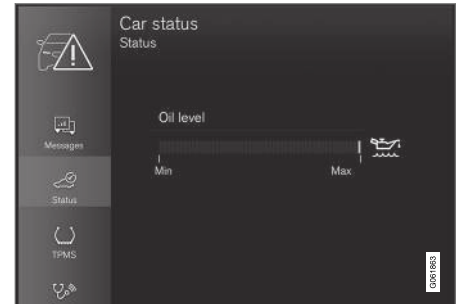 Car status
Status
Messages
Status
TPMS
Oil level
Min Max
G061863